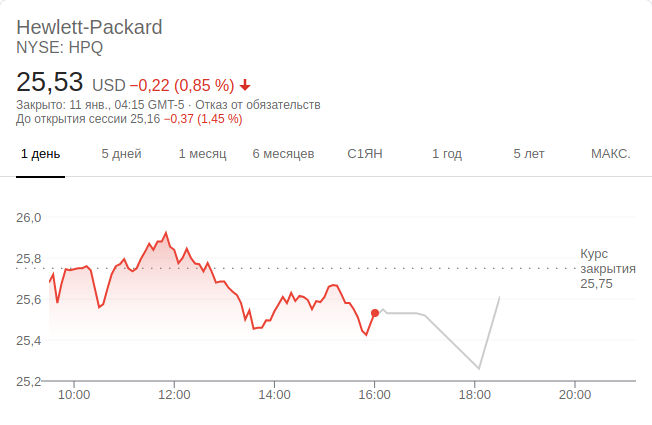 Hewlett-Packard
NYSE: HPQ
25,53 USD −0,22 (0,85 %)
Закрыто: 11 янв., 04:15 GMT-5 · Отказ от обязательств
До открытия сессии 25,16 −0,37 (1,45 %)
1 день 5 дней 1 месяц 6 месяцев С1ЯН 1 год 5 лет МАКС.
26,0
25,8
Курс
закрытия
25,75
25,6
25,4
25,2
10:00 12:00 14:00 16:00 18:00 20:00